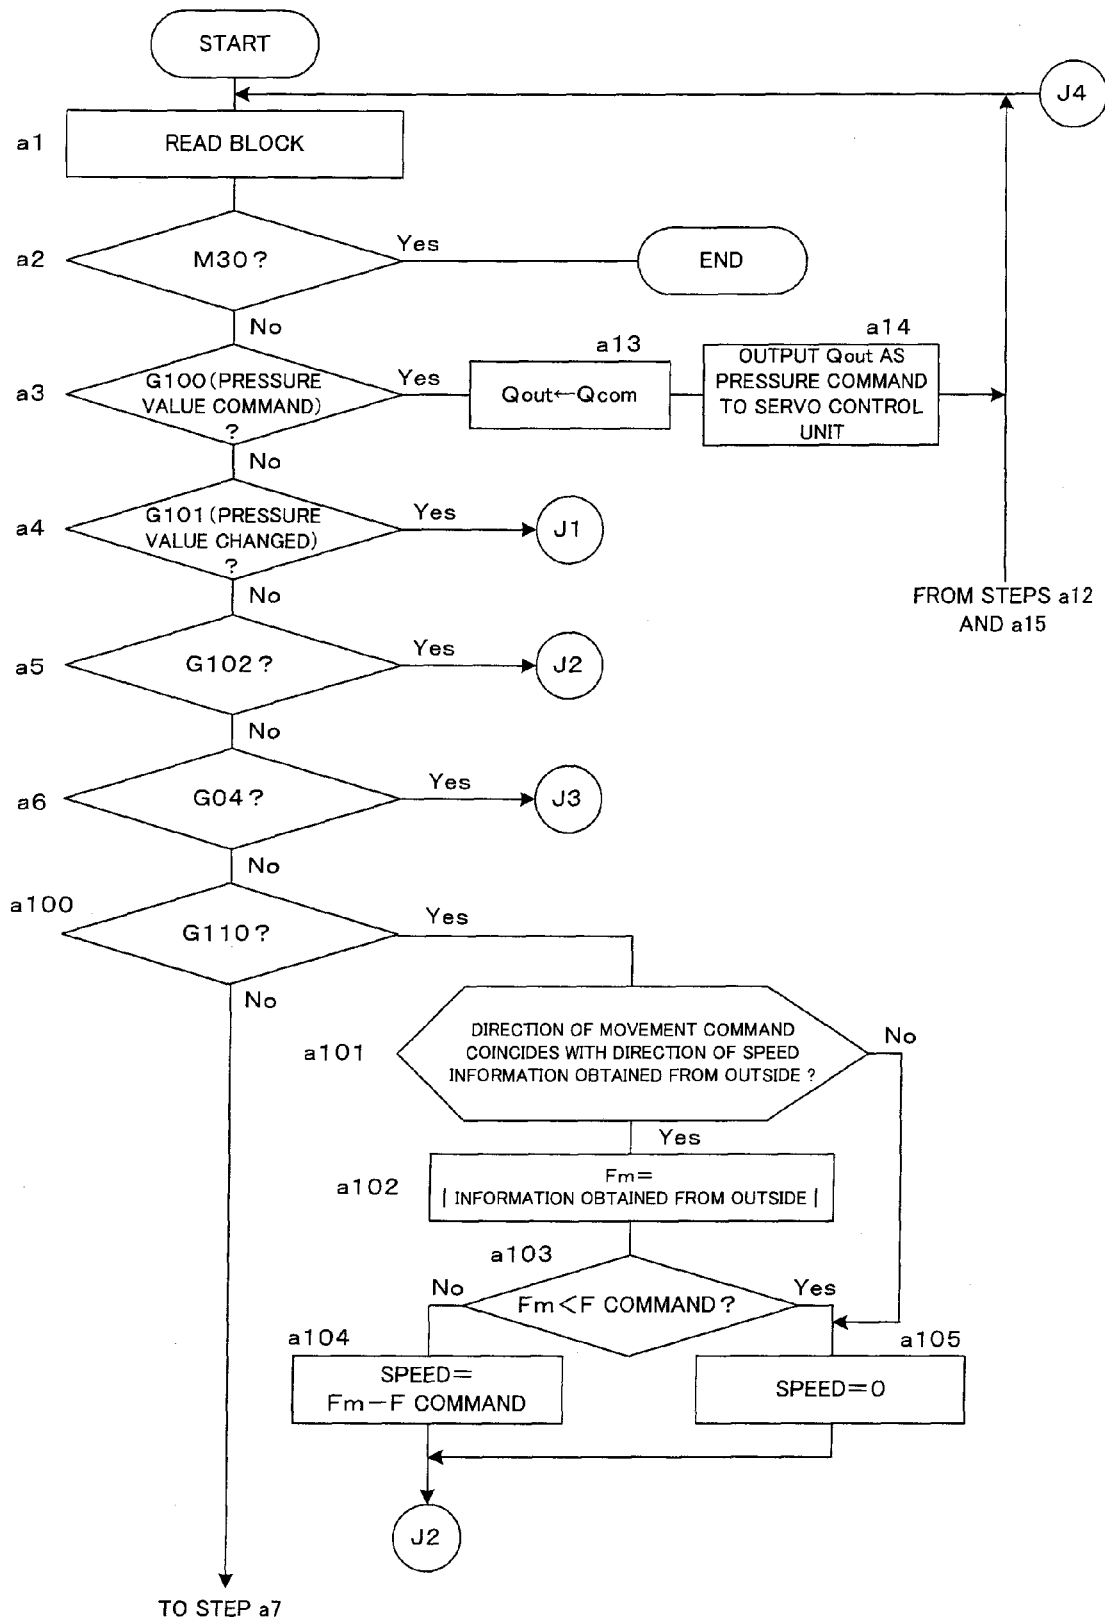 START
J4
a1
READ BLOCK
a2
M30?
Yes
END
No
a3
G100(PRESSURE
VALUE COMMAND)
?
Yes
a13
Qout←Qcom
a14
OUTPUT Qout AS
PRESSURE COMMAND
TO SERVO CONTROL
UNIT
No
a4
G101(PRESSURE
VALUE CHANGED)
?
Yes
J1
No
FROM STEPS a12
AND a15
a5
G102?
Yes
J2
No
a6
G04?
Yes
J3
No
a100
G110?
Yes
No
a101
DIRECTION OF MOVEMENT COMMAND
COINCIDES WITH DIRECTION OF SPEED
INFORMATION OBTAINED FROM OUTSIDE?
No
Yes
a102
Fm=
| INFORMATION OBTAINED FROM OUTSIDE |
a103
Fm<F COMMAND?
No
Yes
a104
SPEED=
Fm−F COMMAND
a105
SPEED=0
J2
TO STEP a7